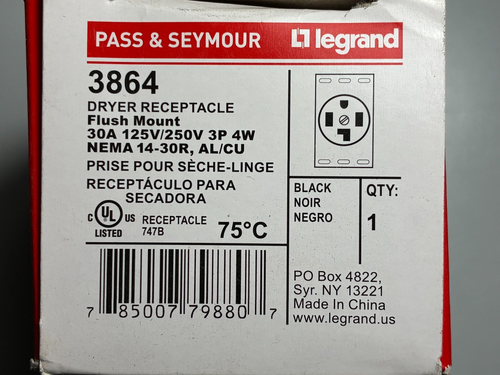 PASS & SEYMOUR legrand
3864
DRYER RECEPTACLE
Flush Mount
30A 125V/250V 3P 4W
NEMA 14-30R, AL/CU
PRISE POUR SÈCHE-LINGE
RECEPTÁCULO PARA
SECADORA
C UL US
LISTED
RECEPTACLE
747B
75°C
BLACK
NOIR
NEGRO
QTY:
1
7 85007 79880 7
PO Box 4822,
Syr. NY 13221
Made In China
www.legrand.us